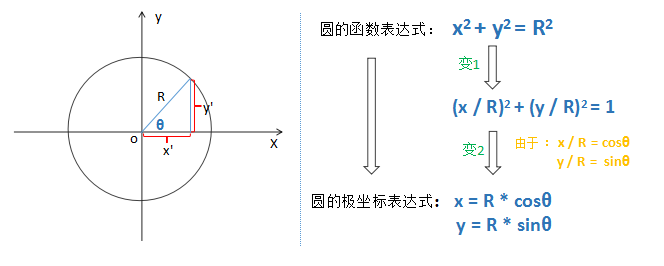 y
R
y'
θ
o
x'
X
圆的函数表达式： x² + y² = R²
变1
(x / R)² + (y / R)² = 1
变2
由于： x / R = cosθ
y / R = sinθ
圆的极坐标表达式： x = R * cosθ
y = R * sinθ